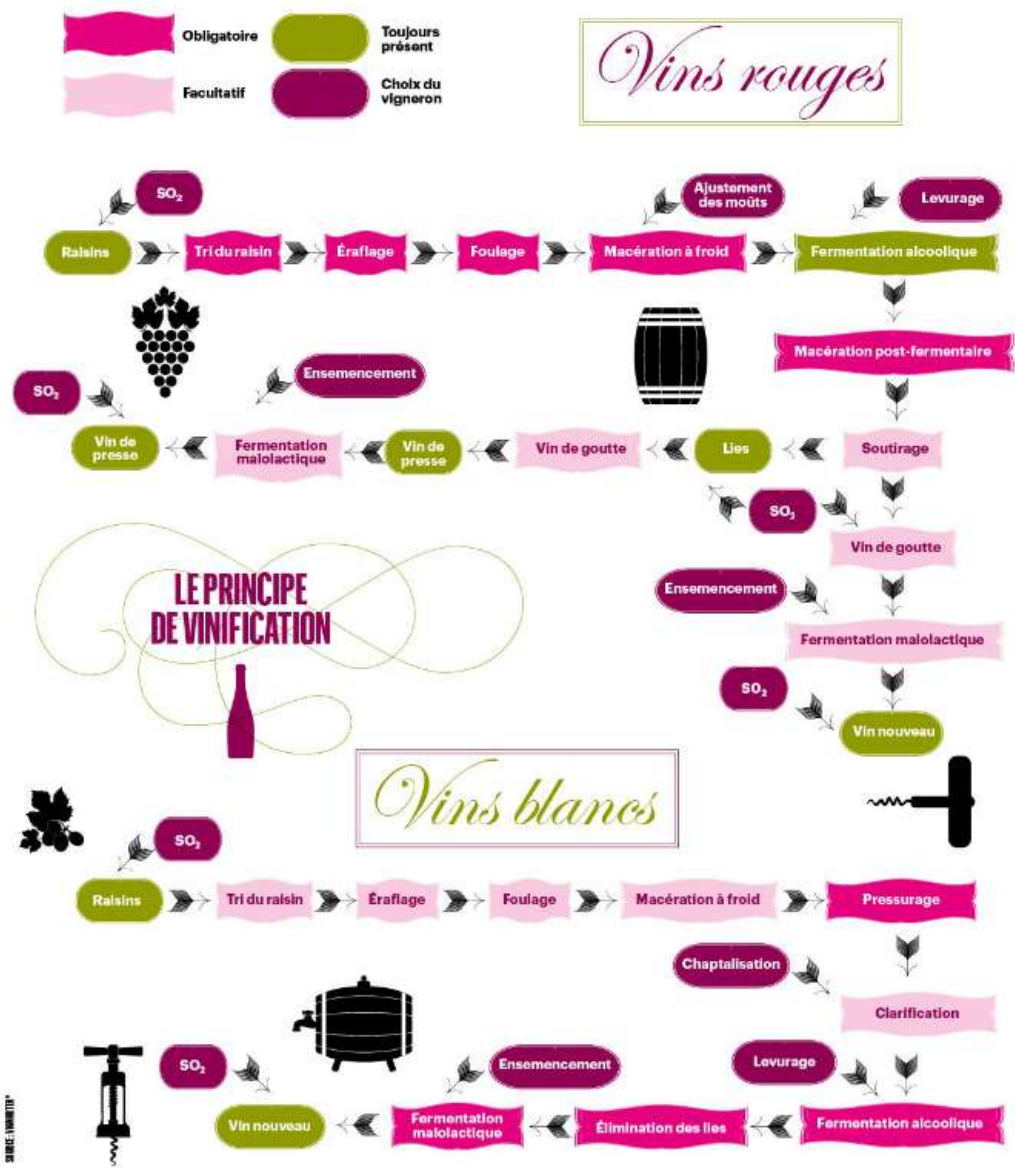 Obligatoire
Toujours
présent
Facultatif
Choix du
vigneron
Vins rouges
SO₂
Ajustement
des moûts
Levurage
Raisins
Tri du raisin
Éraflage
Foulage
Macération à froid
Fermentation alcoolique
Macération post-fermentaire
Ensemencement
SO₂
Vin de
presse
Fermentation
malolactique
Vin de
presse
Vin de goutte
Lies
Soutirage
SO₂
Vin de goutte
Ensemencement
Fermentation malolactique
SO₂
Vin nouveau
LE PRINCIPE
DE VINIFICATION
Vins blancs
SO₂
Raisins
Tri du raisin
Éraflage
Foulage
Macération à froid
Pressurage
Chaptalisation
Clarification
SO₂
Ensemencement
Levurage
Vin nouveau
Fermentation
malolactique
Élimination des lies
Fermentation alcoolique
SOURCE :